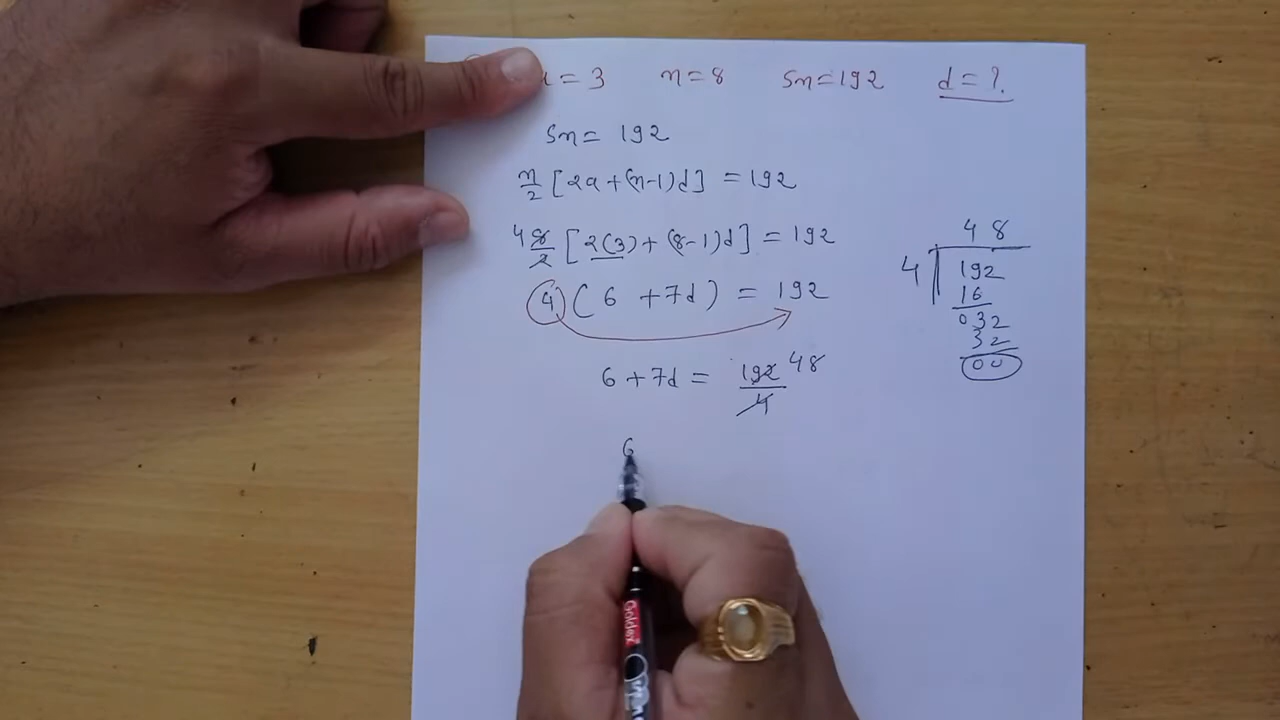 = 3 n = 8 Sn = 192 d = ?
Sn = 192
n/2 [2a + (n-1)d] = 192
4 8/2 [2(3) + (8-1)d] = 192
4 (6 + 7d) = 192
6 + 7d = 192/4 48
6
48
4 192
16
032
32
00
Goldex